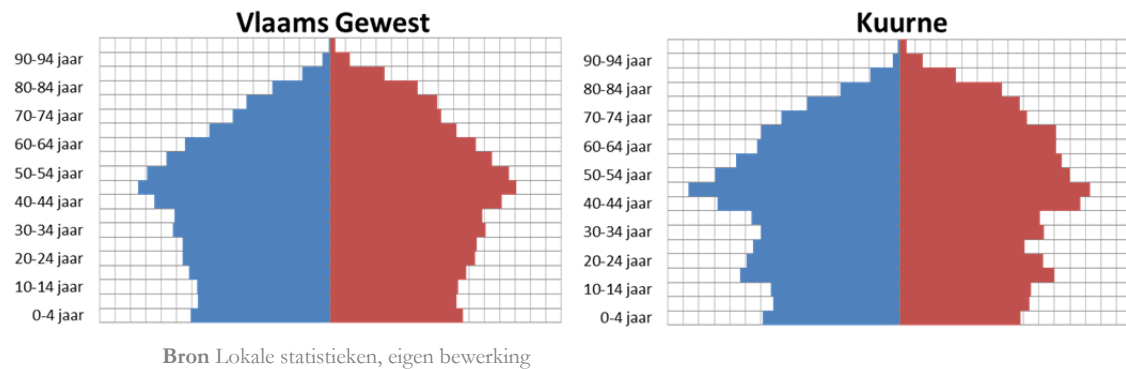 Vlaams Gewest
90-94 jaar
80-84 jaar
70-74 jaar
60-64 jaar
50-54 jaar
40-44 jaar
30-34 jaar
20-24 jaar
10-14 jaar
0-4 jaar
Kuurne
90-94 jaar
80-84 jaar
70-74 jaar
60-64 jaar
50-54 jaar
40-44 jaar
30-34 jaar
20-24 jaar
10-14 jaar
0-4 jaar
Bron Lokale statistieken, eigen bewerking